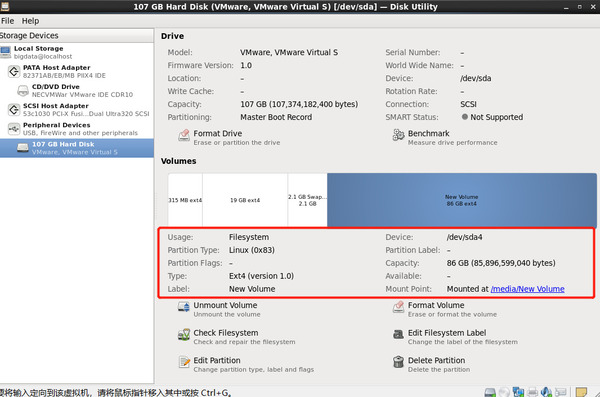 107 GB Hard Disk (VMware, VMware Virtual S) [/dev/sda] — Disk Utility
File Help
Storage Devices
Local Storage
bigdata@localhost
PATA Host Adapter
82371AB/EB/MB PIIX4 IDE
CD/DVD Drive
NECVMWar VMware IDE CDR10
SCSI Host Adapter
53c1030 PCI-X Fusi...Dual Ultra320 SCSI
Peripheral Devices
USB, FireWire and other peripherals
107 GB Hard Disk
VMware, VMware Virtual S
Drive
Model: VMware, VMware Virtual S Serial Number: –
Firmware Version: 1.0 World Wide Name: –
Location: – Device: /dev/sda
Write Cache: – Rotation Rate: –
Capacity: 107 GB (107,374,182,400 bytes) Connection: SCSI
Partitioning: Master Boot Record SMART Status: Not Supported
Format Drive Benchmark
Erase or partition the drive Measure drive performance
Volumes
315 MB ext4 19 GB ext4 2.1 GB Swap... 2.1 GB New Volume 86 GB ext4
Usage: Filesystem Device: /dev/sda4
Partition Type: Linux (0x83) Partition Label: –
Partition Flags: – Capacity: 86 GB (85,896,599,040 bytes)
Type: Ext4 (version 1.0) Available: –
Label: New Volume Mount Point: Mounted at /media/New Volume
Unmount Volume Format Volume
Unmount the volume Erase or format the volume
Check Filesystem Edit Filesystem Label
Check and repair the filesystem Change the label of the filesystem
Edit Partition Delete Partition
Change partition type, label and flags Delete the partition
要将输入定向到该虚拟机，请将鼠标指针移入其中或按 Ctrl+G。